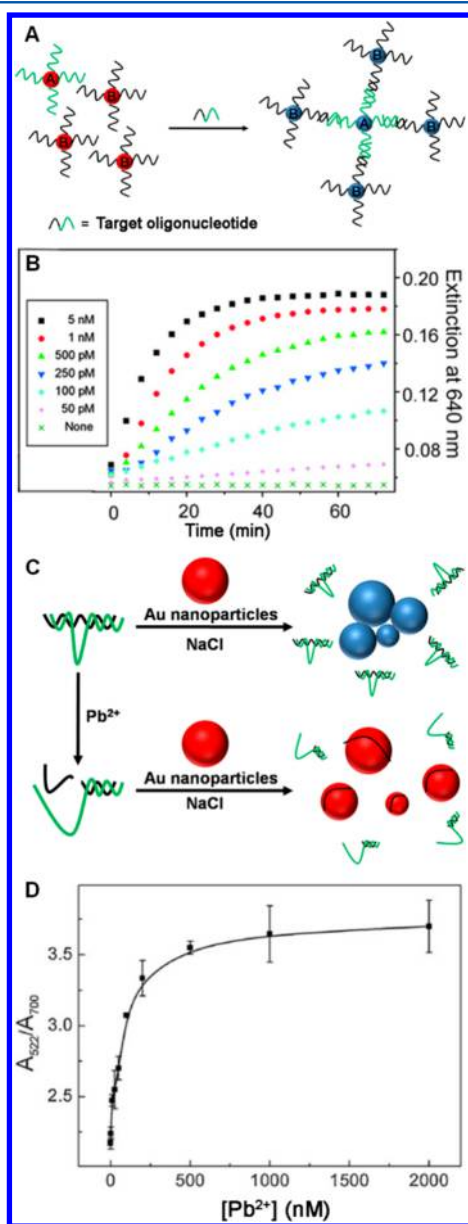 A
A
B
B
B
B
B
B
A
B
B
= Target oligonucleotide
B
5 nM
1 nM
500 pM
250 pM
100 pM
50 pM
None
0.20
0.16
0.12
0.08
Extinction at 640 nm
0 20 40 60
Time (min)
C
Au nanoparticles
NaCl
Pb²⁺
Au nanoparticles
NaCl
D
3.5
3.0
2.5
A₅₂₂/A₇₀₀
0 500 1000 1500 2000
[Pb²⁺] (nM)